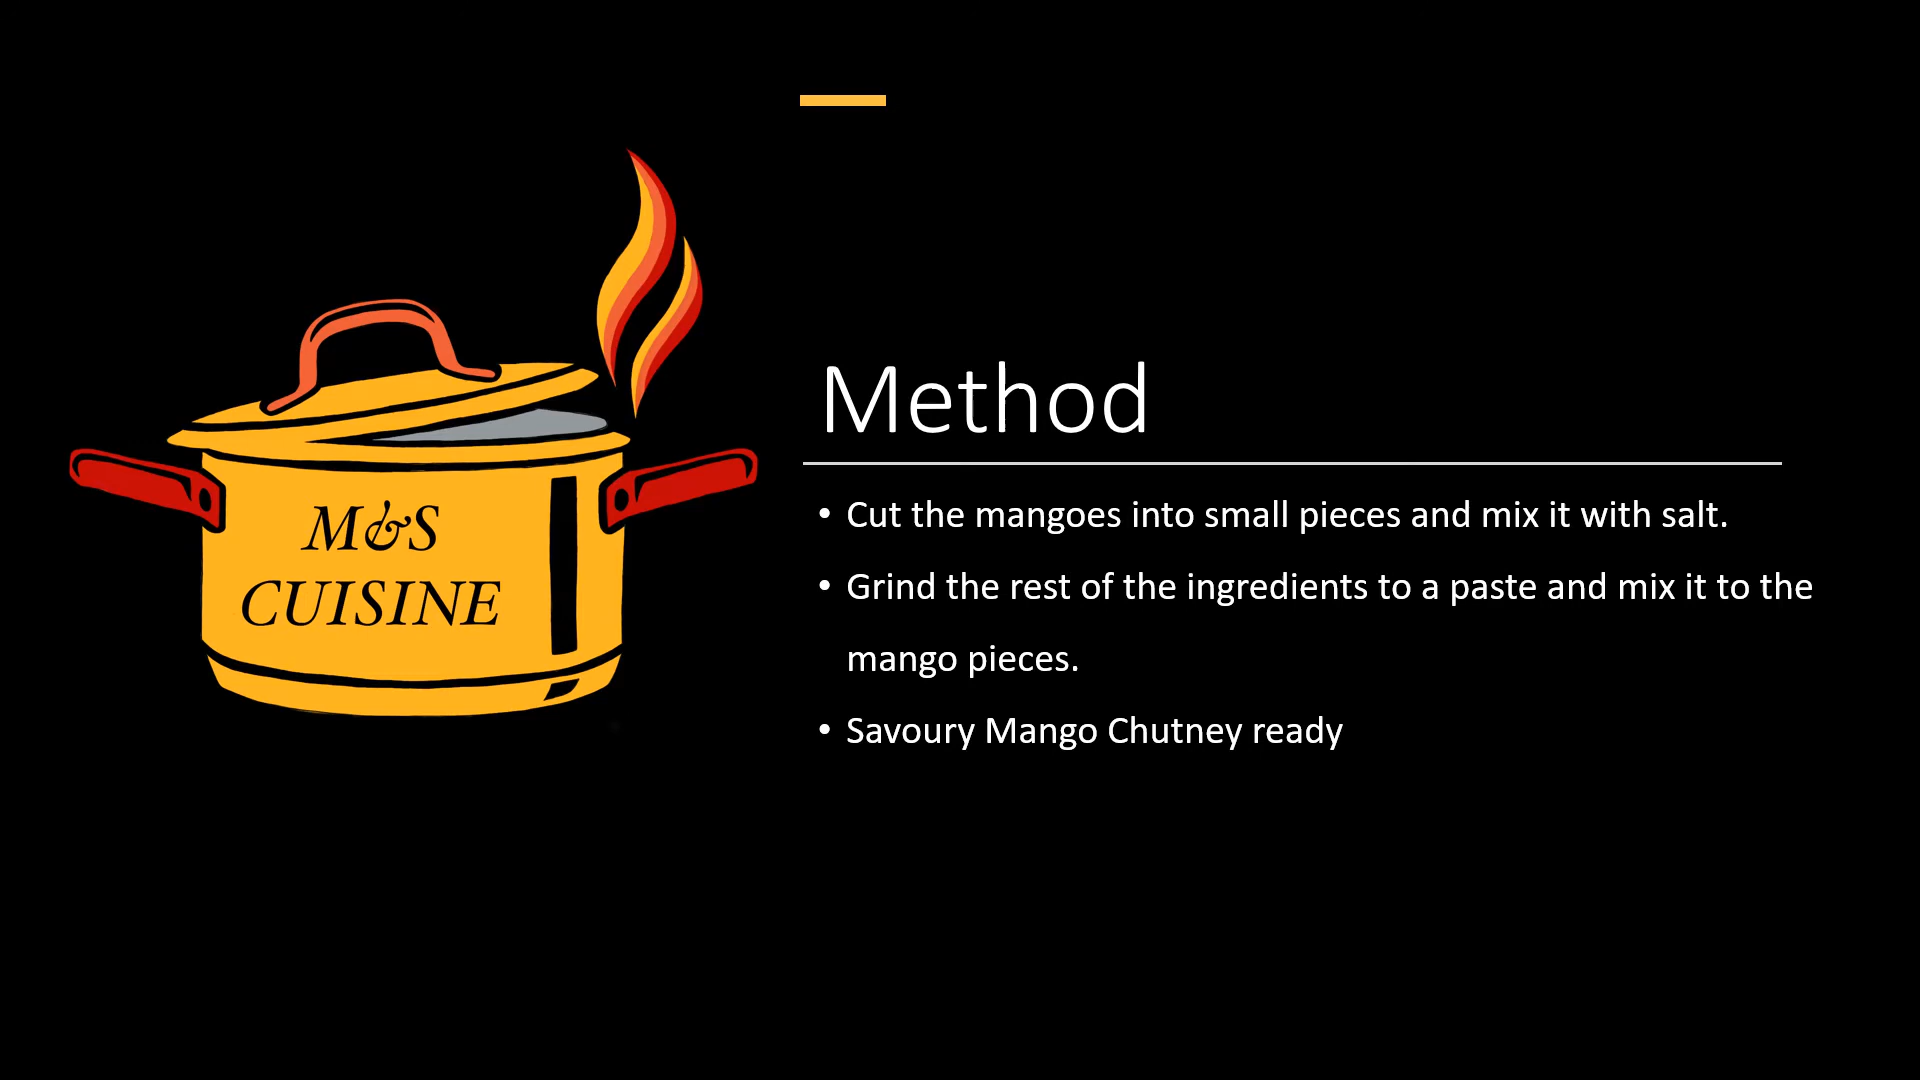 M&S
CUISINE
Method
• Cut the mangoes into small pieces and mix it with salt.
• Grind the rest of the ingredients to a paste and mix it to the
mango pieces.
• Savoury Mango Chutney ready